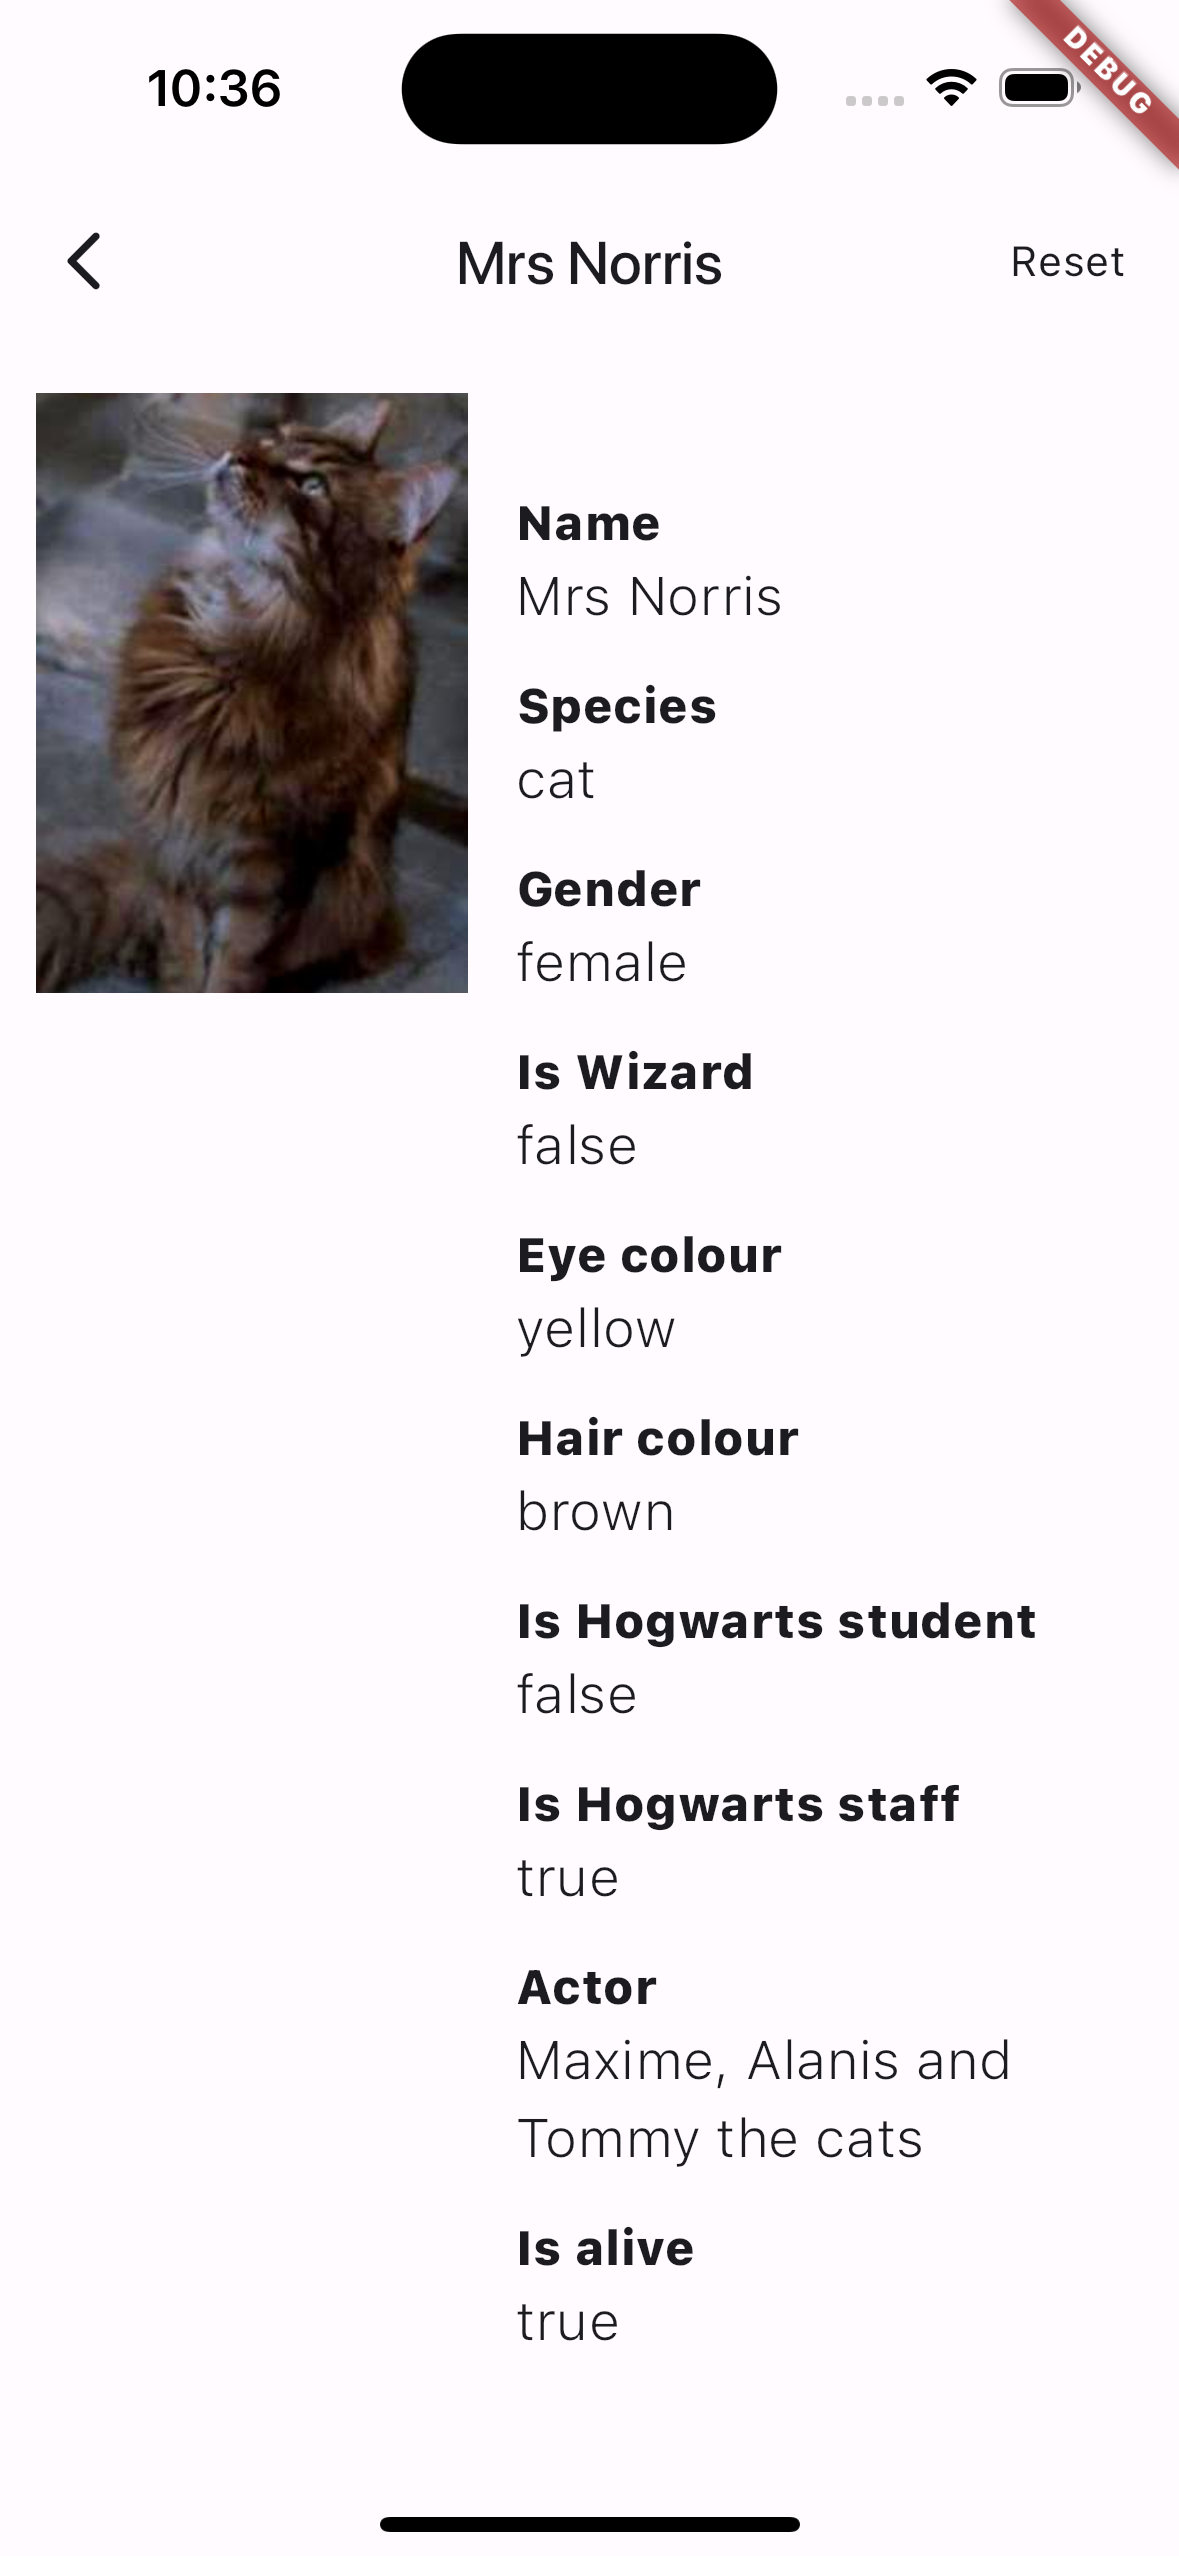 10:36
DEBUG
Mrs Norris
Reset
Name
Mrs Norris
Species
cat
Gender
female
Is Wizard
false
Eye colour
yellow
Hair colour
brown
Is Hogwarts student
false
Is Hogwarts staff
true
Actor
Maxime, Alanis and
Tommy the cats
Is alive
true